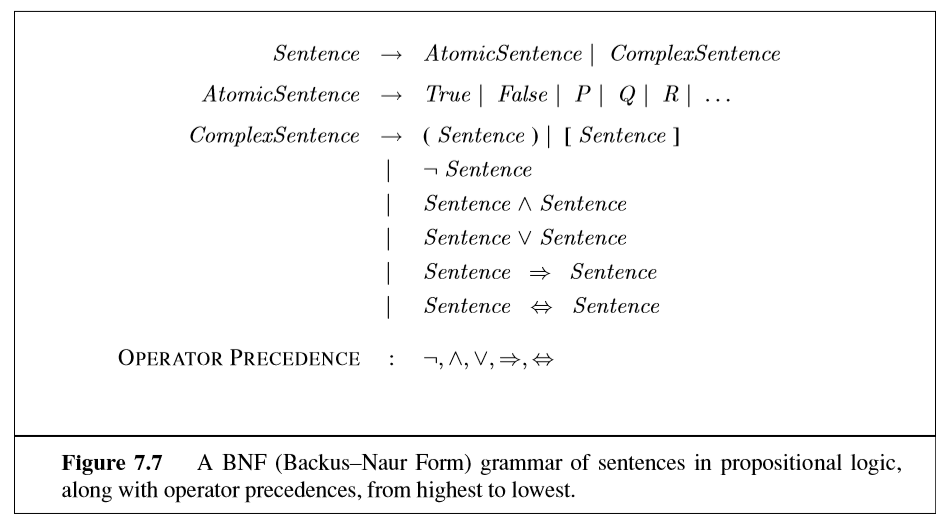 Sentence → AtomicSentence | ComplexSentence
AtomicSentence → True | False | P | Q | R | ...
ComplexSentence → ( Sentence ) | [ Sentence ]
| ¬ Sentence
| Sentence ∧ Sentence
| Sentence ∨ Sentence
| Sentence ⇒ Sentence
| Sentence ⇔ Sentence
OPERATOR PRECEDENCE : ¬, ∧, ∨, ⇒, ⇔
Figure 7.7 A BNF (Backus–Naur Form) grammar of sentences in propositional logic,
along with operator precedences, from highest to lowest.